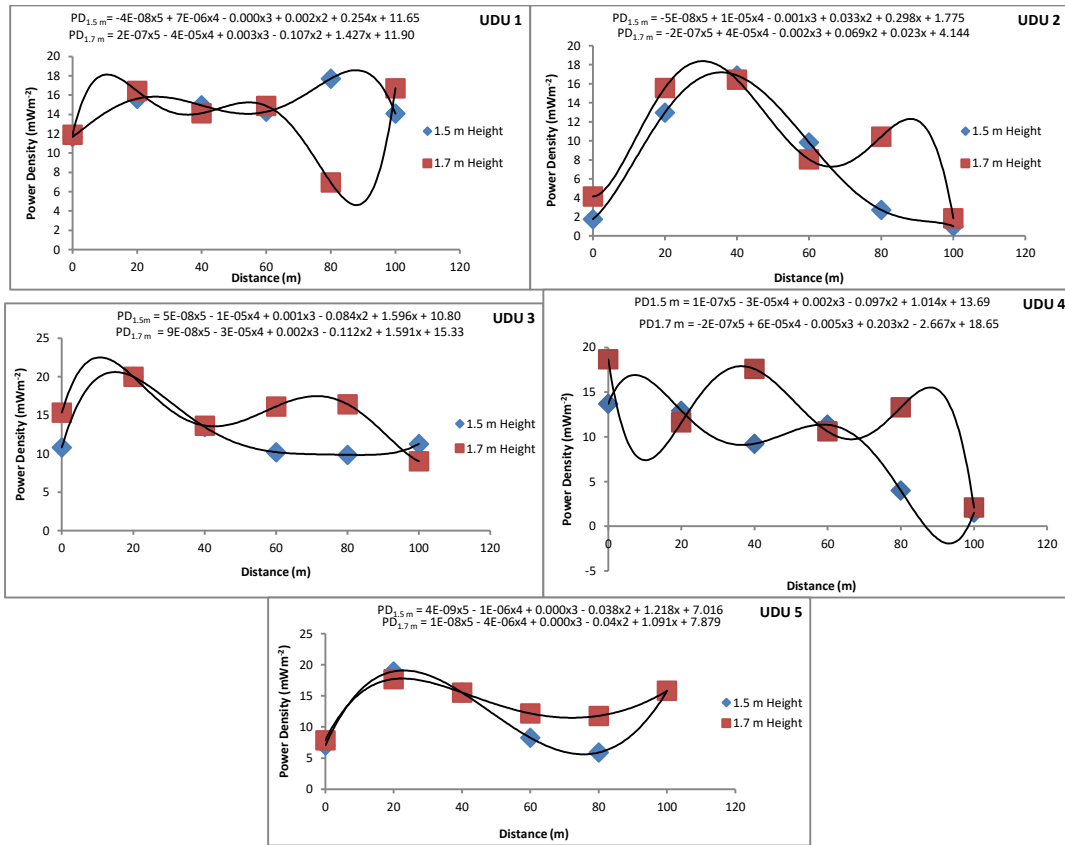 UDU 1
PD1.5 m = -4E-08x5 + 7E-06x4 - 0.000x3 + 0.002x2 + 0.254x + 11.65
PD1.7 m = 2E-07x5 - 4E-05x4 + 0.003x3 - 0.107x2 + 1.427x + 11.90
Power Density (mWm-2)
20
18
16
14
12
10
8
6
4
2
0
0 20 40 60 80 100 120
Distance (m)
1.5 m Height
1.7 m Height
UDU 2
PD1.5 m = -5E-08x5 + 1E-05x4 - 0.001x3 + 0.033x2 + 0.298x + 1.775
PD1.7 m = -2E-07x5 + 4E-05x4 - 0.002x3 + 0.069x2 + 0.023x + 4.144
Power Density (mWm-2)
20
18
16
14
12
10
8
6
4
2
0
0 20 40 60 80 100 120
Distance (m)
1.5 m Height
1.7 m Height
UDU 3
PD1.5m = 5E-08x5 - 1E-05x4 + 0.001x3 - 0.084x2 + 1.596x + 10.80
PD1.7 m = 9E-08x5 - 3E-05x4 + 0.002x3 - 0.112x2 + 1.591x + 15.33
Power Density (mWm-2)
30
25
20
15
10
5
0
0 20 40 60 80 100 120
Distance (m)
1.5 m Height
1.7 m Height
UDU 4
PD1.5 m = 1E-07x5 - 3E-05x4 + 0.002x3 - 0.097x2 + 1.014x + 13.69
PD1.7 m = -2E-07x5 + 6E-05x4 - 0.005x3 + 0.203x2 - 2.667x + 18.65
Power Density (mWm-2)
20
15
10
5
0
-5
0 20 40 60 80 100 120
Distance (m)
1.5 m Height
1.7 m Height
UDU 5
PD1.5 m = 4E-09x5 - 1E-06x4 + 0.000x3 - 0.038x2 + 1.218x + 7.016
PD1.7 m = 1E-08x5 - 4E-06x4 + 0.000x3 - 0.04x2 + 1.091x + 7.879
Power Density (mWm-2)
25
20
15
10
5
0
0 20 40 60 80 100 120
Distance (m)
1.5 m Height
1.7 m Height